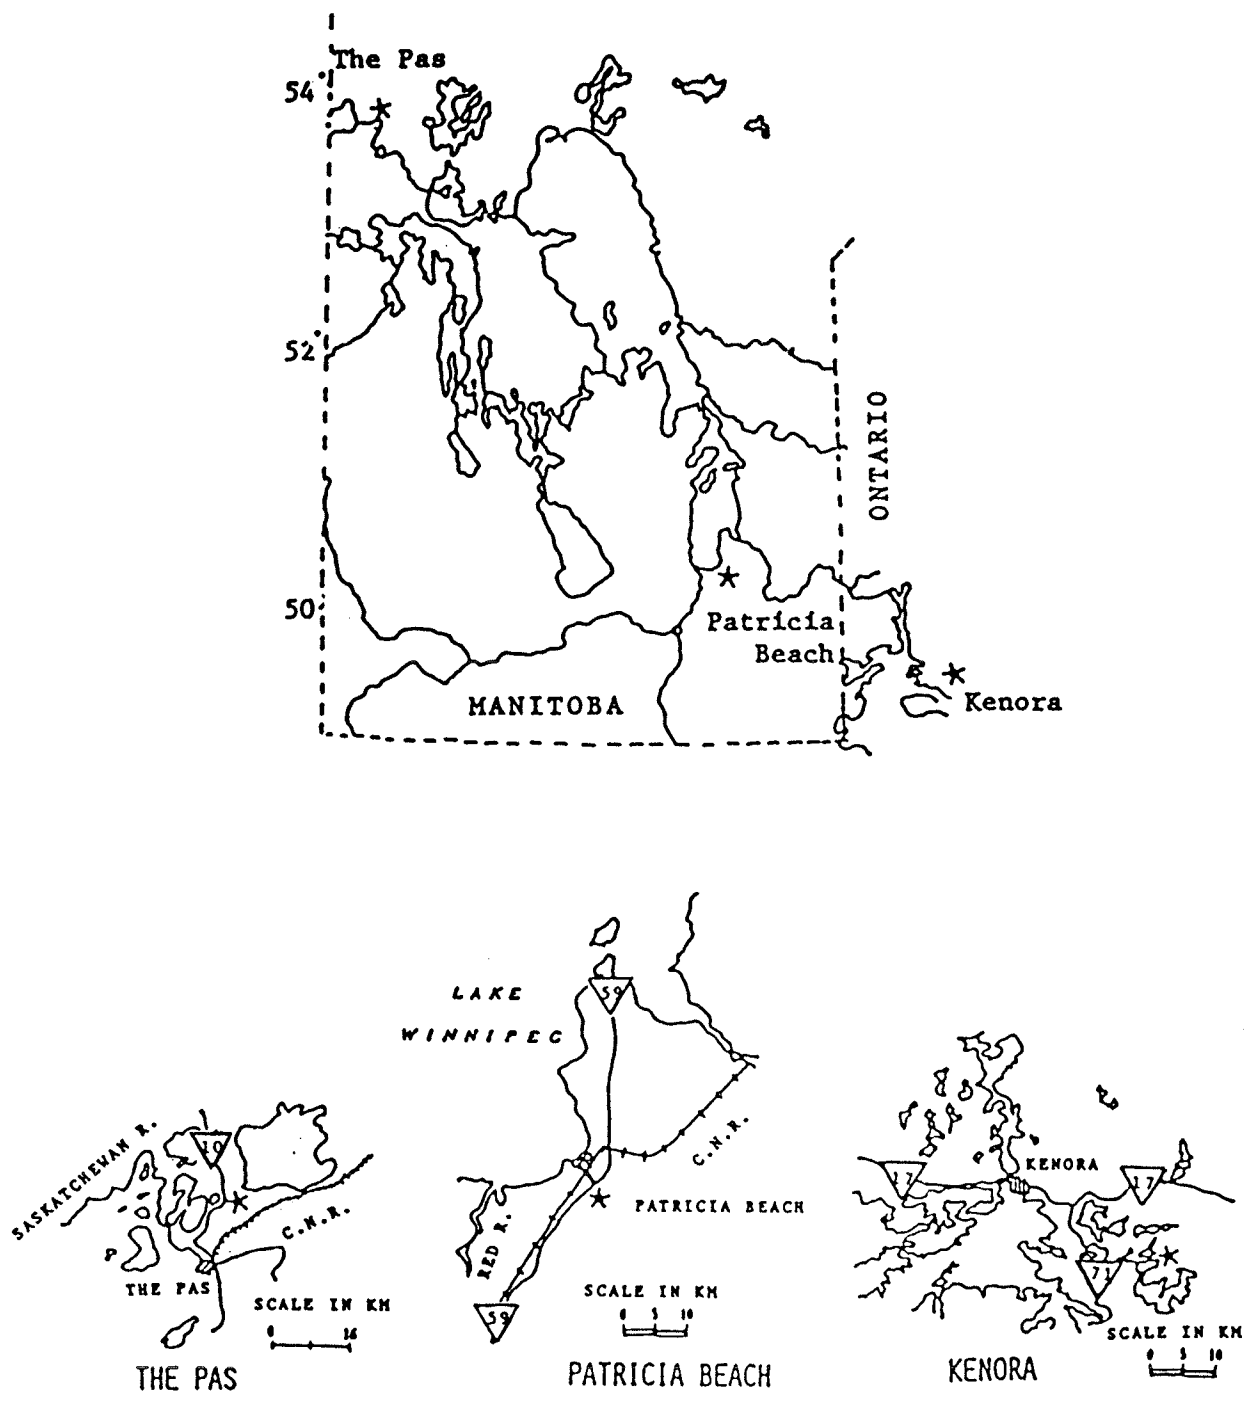 The Pas
54°
52°
ONTARIO
50°
Patricia
Beach
MANITOBA
Kenora
LAKE
WINNIPEG
59
SASKATCHEWAN R.
10
C.N.R.
THE PAS
SCALE IN KM
0 16
THE PAS
C.N.R.
PATRICIA BEACH
RED R.
59
SCALE IN KM
0 5 10
PATRICIA BEACH
KENORA
17
17
71
SCALE IN KM
0 5 10
KENORA